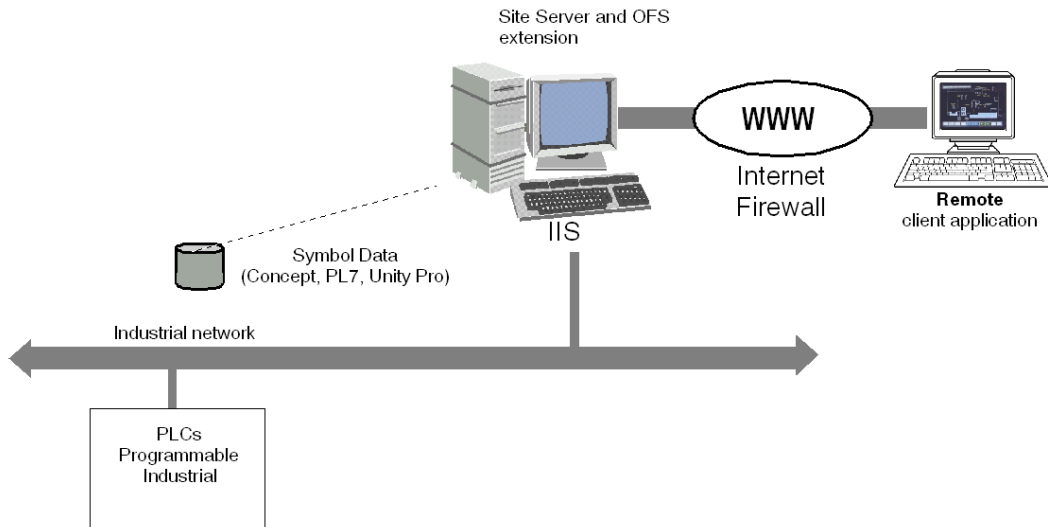 Site Server and OFS
extension
WWW
Internet
Firewall
Remote
client application
IIS
Symbol Data
(Concept, PL7, Unity Pro)
Industrial network
PLCs
Programmable
Industrial